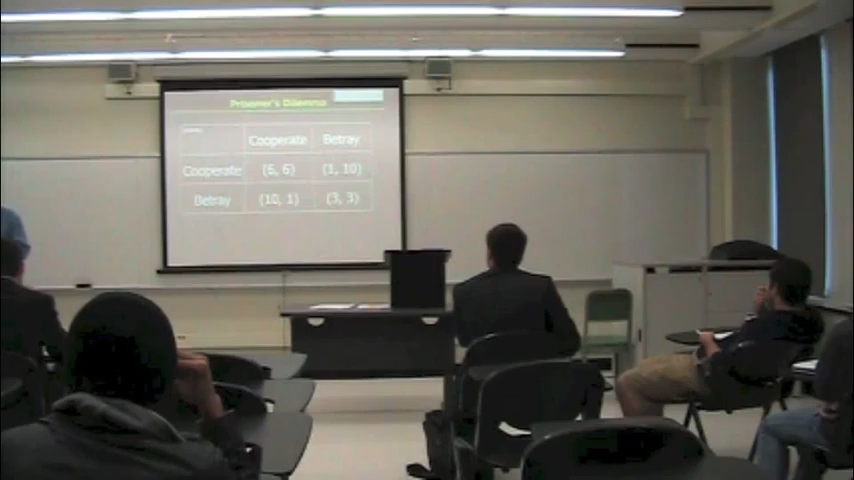 Prisoner's Dilemma
Cooperate Betray
Cooperate (6, 6) (1, 10)
Betray (10, 1) (3, 3)